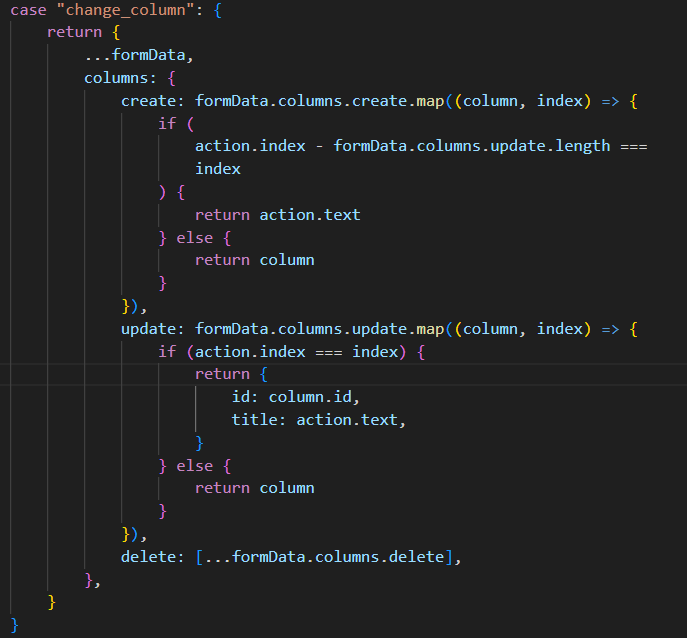 case "change_column": {
    return {
        ...formData,
        columns: {
            create: formData.columns.create.map((column, index) => {
                if (
                    action.index - formData.columns.update.length ===
                    index
                ) {
                    return action.text
                } else {
                    return column
                }
            }),
            update: formData.columns.update.map((column, index) => {
                if (action.index === index) {
                    return {
                        id: column.id,
                        title: action.text,
                    }
                } else {
                    return column
                }
            }),
            delete: [...formData.columns.delete],
        },
    }
}